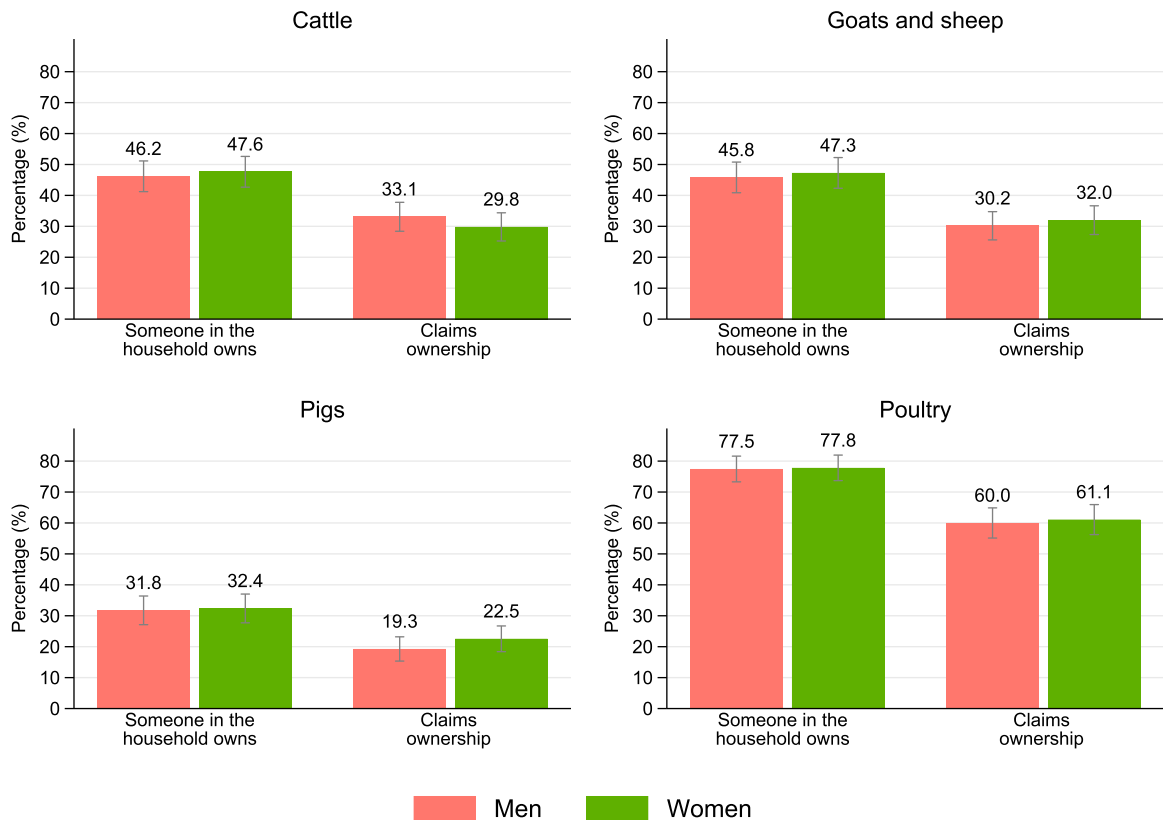 Cattle
Percentage (%)
80
70
60
50
40
30
20
10
0
46.2
47.6
33.1
29.8
Someone in the
household owns
Claims
ownership
Goats and sheep
Percentage (%)
80
70
60
50
40
30
20
10
0
45.8
47.3
30.2
32.0
Someone in the
household owns
Claims
ownership
Pigs
Percentage (%)
80
70
60
50
40
30
20
10
0
31.8
32.4
19.3
22.5
Someone in the
household owns
Claims
ownership
Poultry
Percentage (%)
80
70
60
50
40
30
20
10
0
77.5
77.8
60.0
61.1
Someone in the
household owns
Claims
ownership
Men
Women